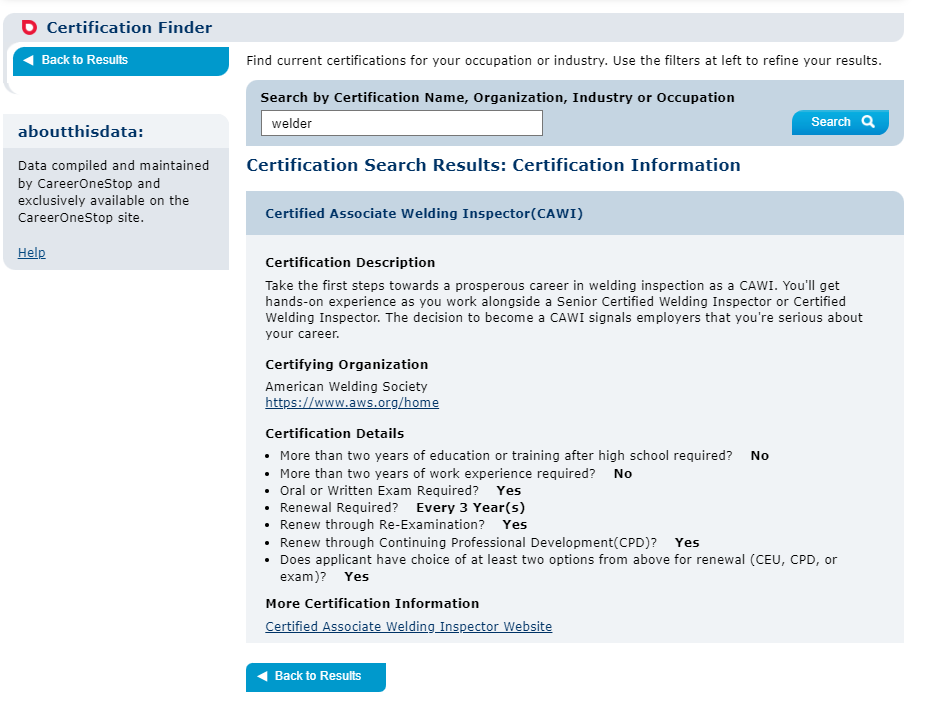 Certification Finder
Back to Results
aboutthisdata:
Data compiled and maintained
by CareerOneStop and
exclusively available on the
CareerOneStop site.
Help
Find current certifications for your occupation or industry. Use the filters at left to refine your results.
Search by Certification Name, Organization, Industry or Occupation
welder
Search
Certification Search Results: Certification Information
Certified Associate Welding Inspector(CAWI)
Certification Description
Take the first steps towards a prosperous career in welding inspection as a CAWI. You'll get
hands-on experience as you work alongside a Senior Certified Welding Inspector or Certified
Welding Inspector. The decision to become a CAWI signals employers that you're serious about
your career.
Certifying Organization
American Welding Society
https://www.aws.org/home
Certification Details
• More than two years of education or training after high school required? No
• More than two years of work experience required? No
• Oral or Written Exam Required? Yes
• Renewal Required? Every 3 Year(s)
• Renew through Re-Examination? Yes
• Renew through Continuing Professional Development(CPD)? Yes
• Does applicant have choice of at least two options from above for renewal (CEU, CPD, or
exam)? Yes
More Certification Information
Certified Associate Welding Inspector Website
Back to Results